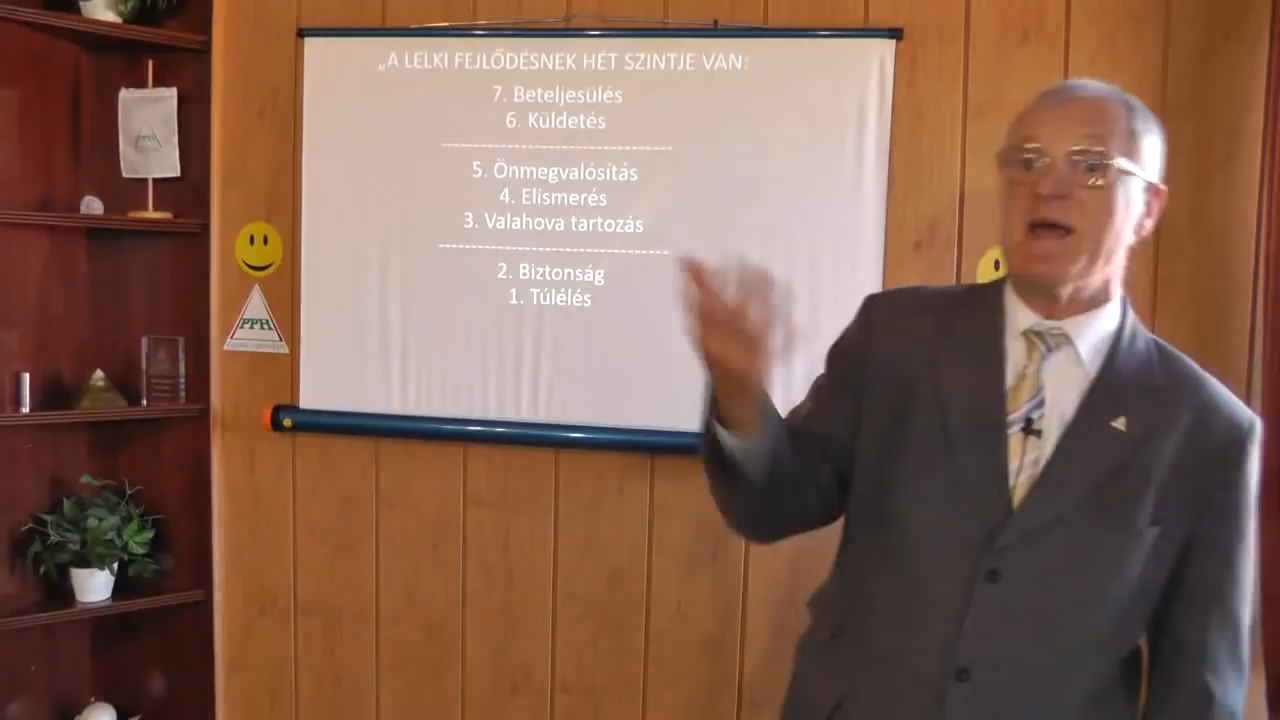 „A LELKI FEJLŐDÉSNEK HÉT SZINTJE VAN:
7. Beteljesülés
6. Küldetés
5. Önmegvalósítás
4. Elismerés
3. Valahova tartozás
2. Biztonság
1. Túlélés
PPH